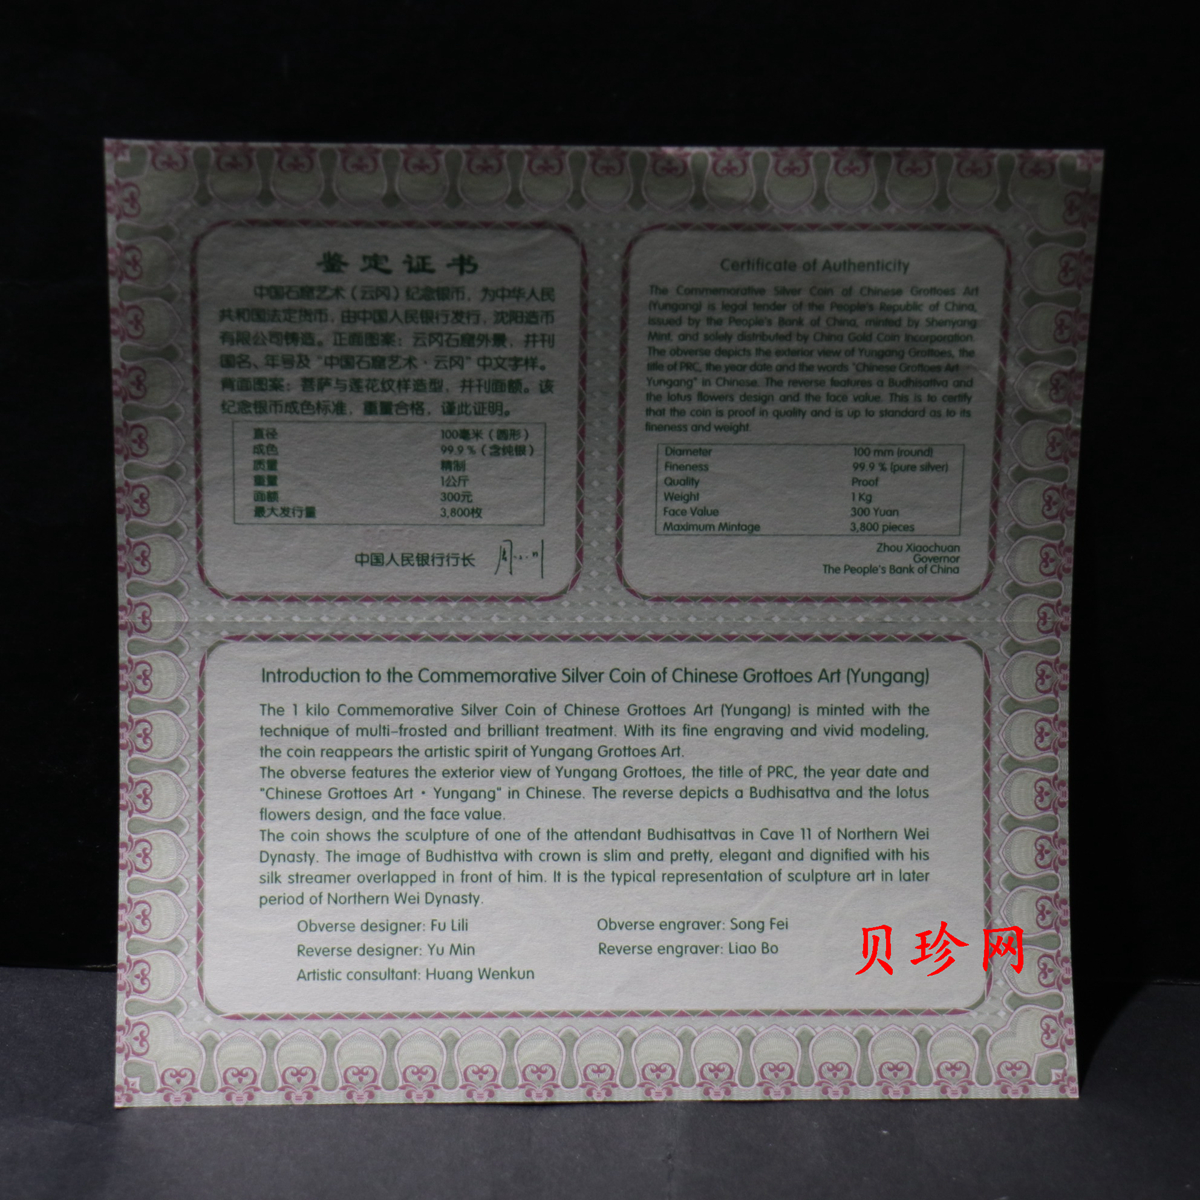 鉴定证书
中国石窟艺术（云冈）纪念银币，为中华人民
共和国法定货币，由中国人民银行发行，沈阳造币
有限公司铸造。正面图案：云冈石窟外景，并刊
国名、年号及“中国石窟艺术·云冈”中文字样。
背面图案：菩萨与莲花纹样造型，并刊面额。该
纪念银币成色标准，重量合格，谨此证明。
直径 100毫米（圆形）
成色 99.9％（含纯银）
质量 精制
重量 1公斤
面额 300元
最大发行量 3,800枚
中国人民银行行长
Certificate of Authenticity
The Commemorative Silver Coin of Chinese Grottoes Art
(Yungang) is legal tender of the People's Republic of China,
issued by the People's Bank of China, minted by Shenyang
Mint, and solely distributed by China Gold Coin Incorporation.
The obverse depicts the exterior view of Yungang Grottoes, the
title of PRC, the year date and the words "Chinese Grottoes Art ·
Yungang" in Chinese. The reverse features a Budhisattva and
the lotus flowers design and the face value. This is to certify
that the coin is proof in quality and is up to standard as to its
fineness and weight.
Diameter 100 mm (round)
Fineness 99.9 % (pure silver)
Quality Proof
Weight 1 Kg
Face Value 300 Yuan
Maximum Mintage 3,800 pieces
Zhou Xiaochuan
Governor
The People's Bank of China
Introduction to the Commemorative Silver Coin of Chinese Grottoes Art (Yungang)
The 1 kilo Commemorative Silver Coin of Chinese Grottoes Art (Yungang) is minted with the
technique of multi-frosted and brilliant treatment. With its fine engraving and vivid modeling,
the coin reappears the artistic spirit of Yungang Grottoes Art.
The obverse features the exterior view of Yungang Grottoes, the title of PRC, the year date and
"Chinese Grottoes Art · Yungang" in Chinese. The reverse depicts a Budhisattva and the lotus
flowers design, and the face value.
The coin shows the sculpture of one of the attendant Budhisattvas in Cave 11 of Northern Wei
Dynasty. The image of Budhisttva with crown is slim and pretty, elegant and dignified with his
silk streamer overlapped in front of him. It is the typical representation of sculpture art in later
period of Northern Wei Dynasty.
Obverse designer: Fu Lili Obverse engraver: Song Fei
Reverse designer: Yu Min Reverse engraver: Liao Bo
Artistic consultant: Huang Wenkun
贝珍网